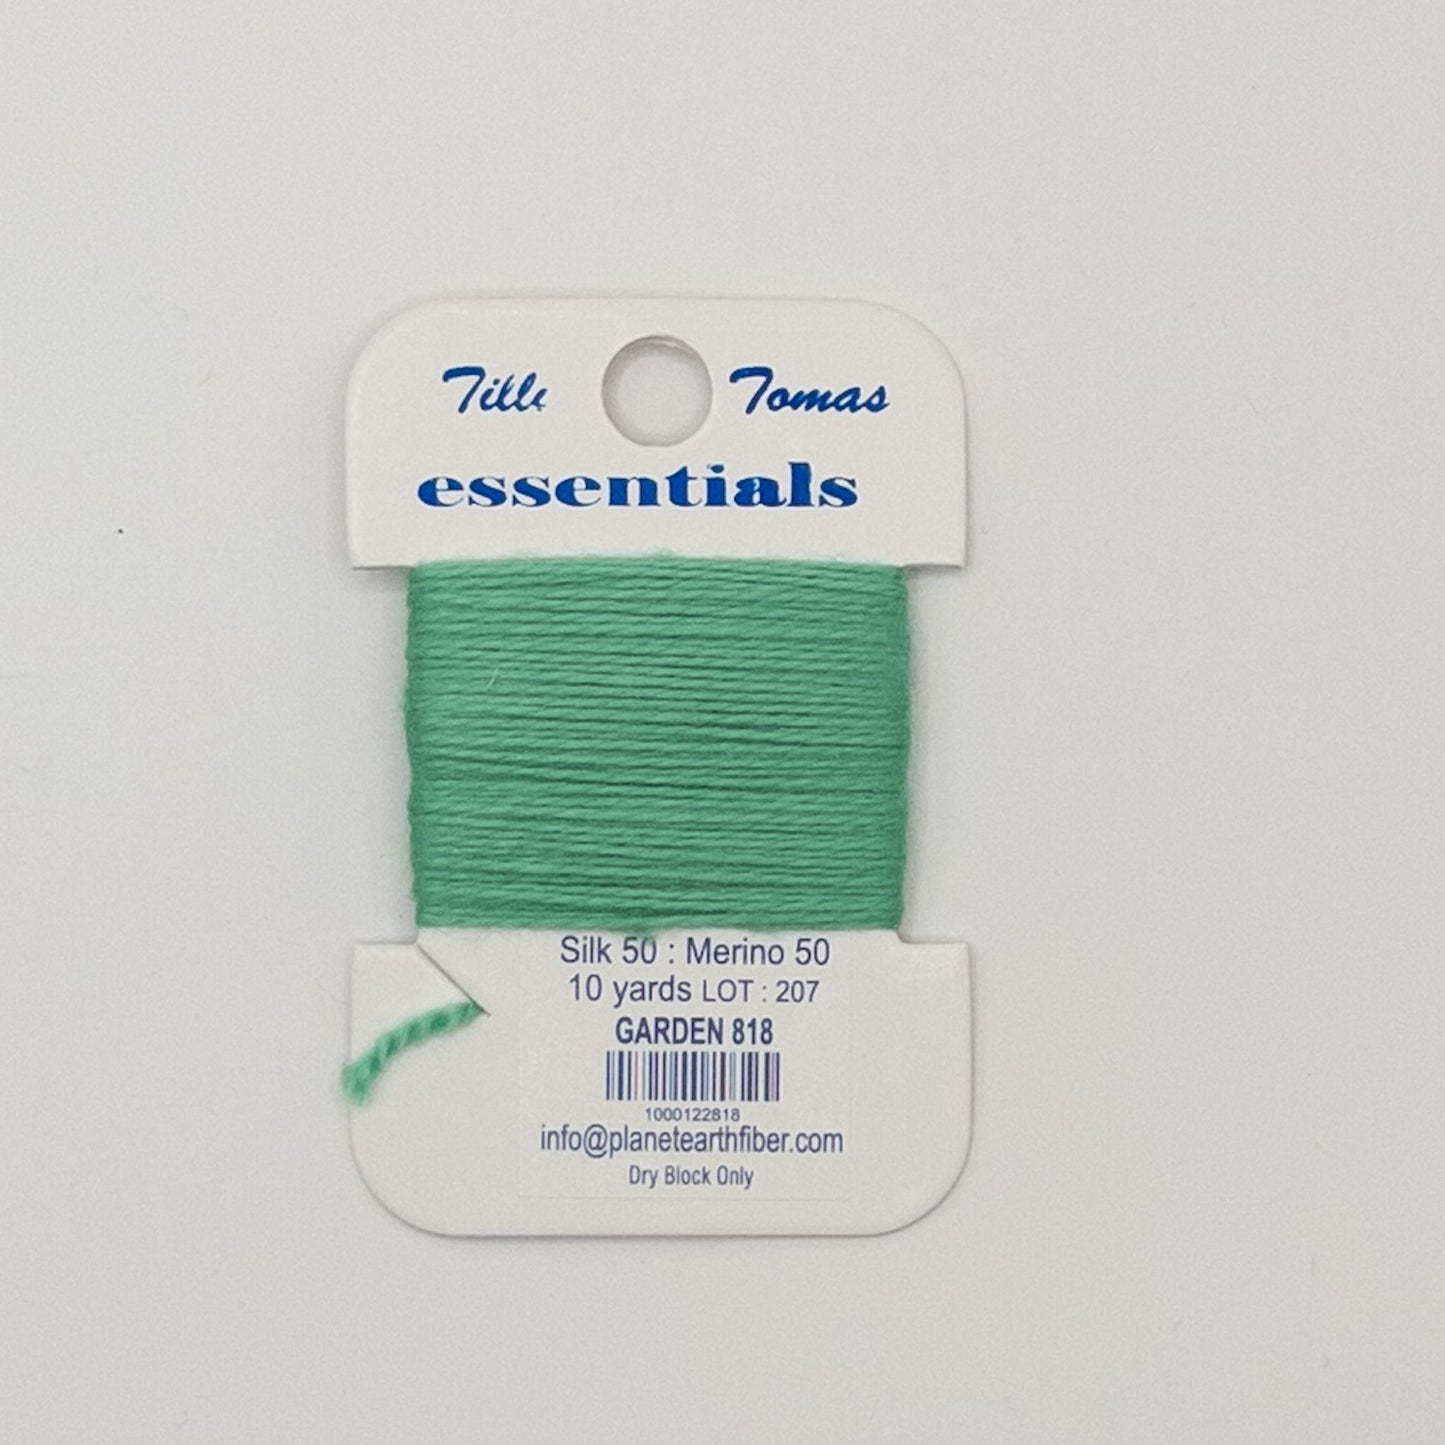 Tilli Tomas
essentials
Silk 50 : Merino 50
10 yards LOT : 207
GARDEN 818
1000122818
info@planetearthfiber.com
Dry Block Only